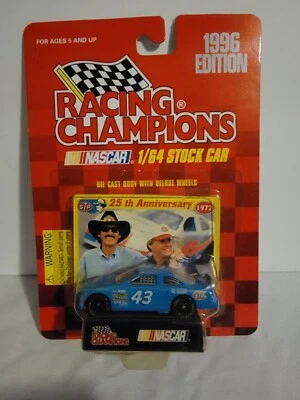 FOR AGES 5 AND UP
1996
EDITION
RACING®
CHAMPIONS
NASCAR 1/64 STOCK CAR
DIE CAST BODY WITH DELUXE WHEELS
STP 25th Anniversary 1972
WARNING:
43
STP
RACING
CHAMPIONS
NASCAR